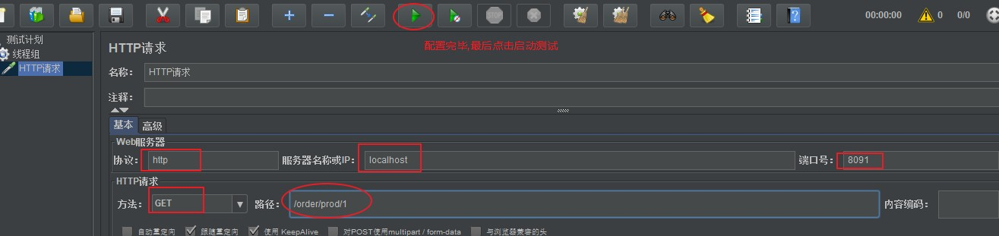 STOP
00:00:00
0
0/0
测试计划
线程组
HTTP请求
HTTP请求
配置完毕,最后点击启动测试
名称:
HTTP请求
注释:
基本
高级
Web服务器
协议:
http
服务器名称或IP:
localhost
端口号:
8091
HTTP请求
方法:
GET
路径:
/order/prod/1
内容编码:
自动重定向
跟随重定向
使用 KeepAlive
对POST使用multipart / form-data
与浏览器兼容的头